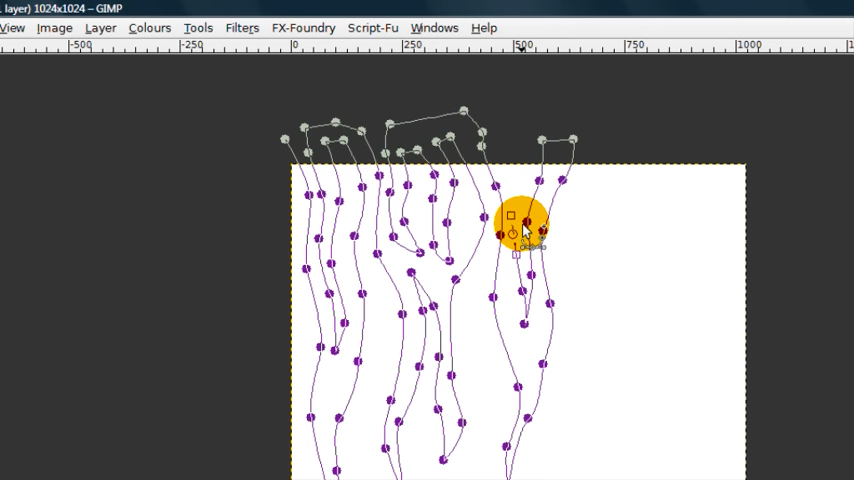 layer) 1024x1024 – GIMP
View Image Layer Colours Tools Filters FX-Foundry Script-Fu Windows Help
-500 -250 0 250 500 750 1000